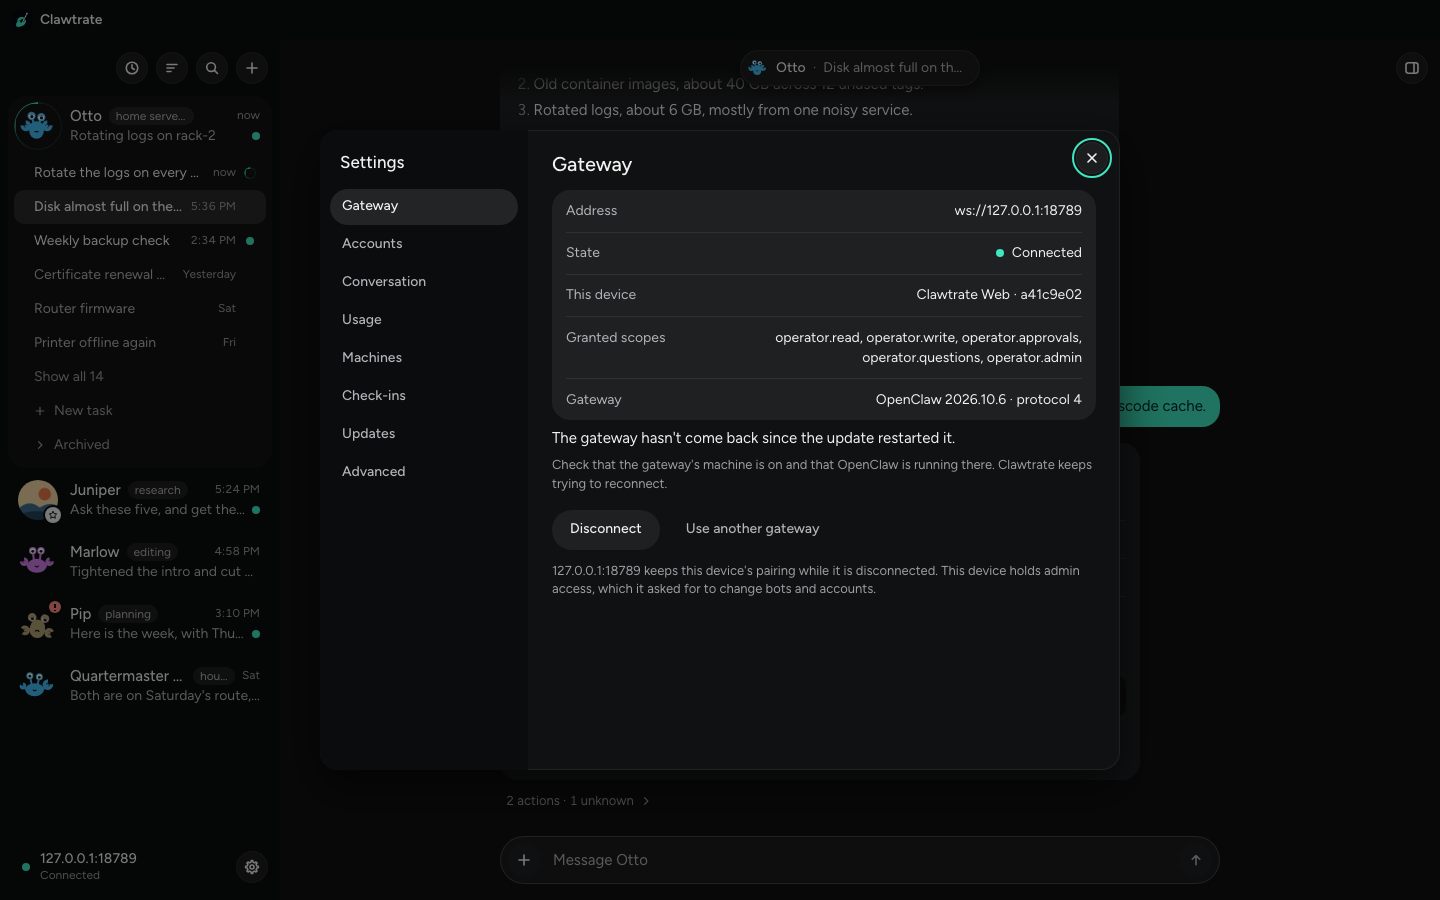 Clawtrate
Otto · Disk almost full on th...
Otto home serve... now
Rotating logs on rack-2
Rotate the logs on every ... now
Disk almost full on the... 5:36 PM
Weekly backup check 2:34 PM
Certificate renewal ... Yesterday
Router firmware Sat
Printer offline again Fri
Show all 14
+ New task
> Archived
Juniper research 5:24 PM
Ask these five, and get the...
Marlow editing 4:58 PM
Tightened the intro and cut ...
Pip planning 3:10 PM
Here is the week, with Thu...
Quartermaster ... hou... Sat
Both are on Saturday's route,...
127.0.0.1:18789
Connected
2. Old container images, about 40 GB across 12 unused tags.
3. Rotated logs, about 6 GB, mostly from one noisy service.
Settings
Gateway
Accounts
Conversation
Usage
Machines
Check-ins
Updates
Advanced
Gateway
Address ws://127.0.0.1:18789
State Connected
This device Clawtrate Web · a41c9e02
Granted scopes operator.read, operator.write, operator.approvals,
operator.questions, operator.admin
Gateway OpenClaw 2026.10.6 · protocol 4
The gateway hasn't come back since the update restarted it.
Check that the gateway's machine is on and that OpenClaw is running there. Clawtrate keeps
trying to reconnect.
Disconnect Use another gateway
127.0.0.1:18789 keeps this device's pairing while it is disconnected. This device holds admin
access, which it asked for to change bots and accounts.
scode cache.
2 actions · 1 unknown >
Message Otto